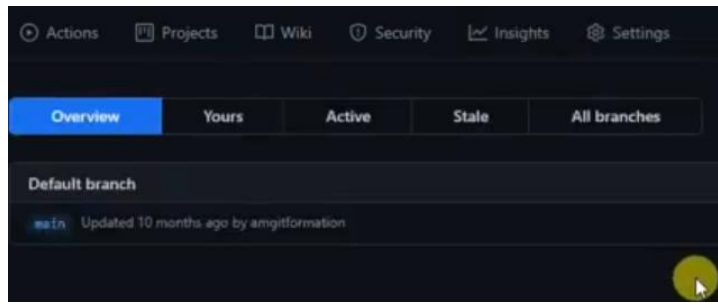 Actions Projects Wiki Security Insights Settings
Overview Yours Active Stale All branches
Default branch
main Updated 10 months ago by amgitformation